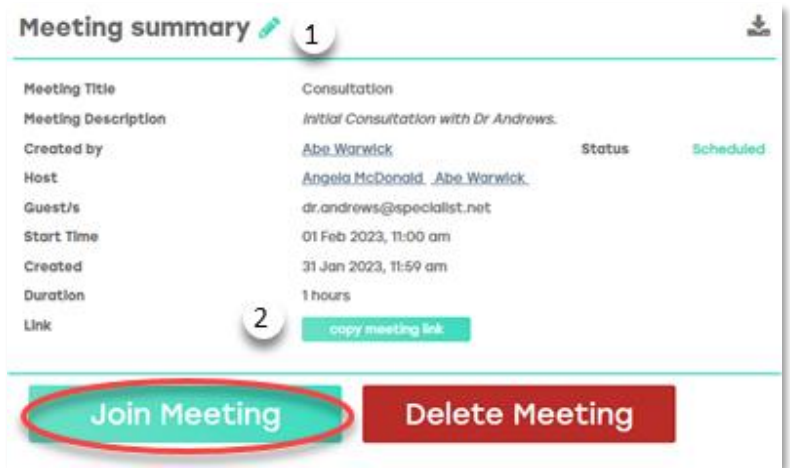 Meeting summary 1
Meeting Title Consultation
Meeting Description Initial Consultation with Dr Andrews.
Created by Abe Warwick Status Scheduled
Host Angela McDonald Abe Warwick
Guest/s dr.andrews@specialist.net
Start Time 01 Feb 2023, 11:00 am
Created 31 Jan 2023, 11:59 am
Duration 1 hours
Link 2 copy meeting link
Join Meeting Delete Meeting